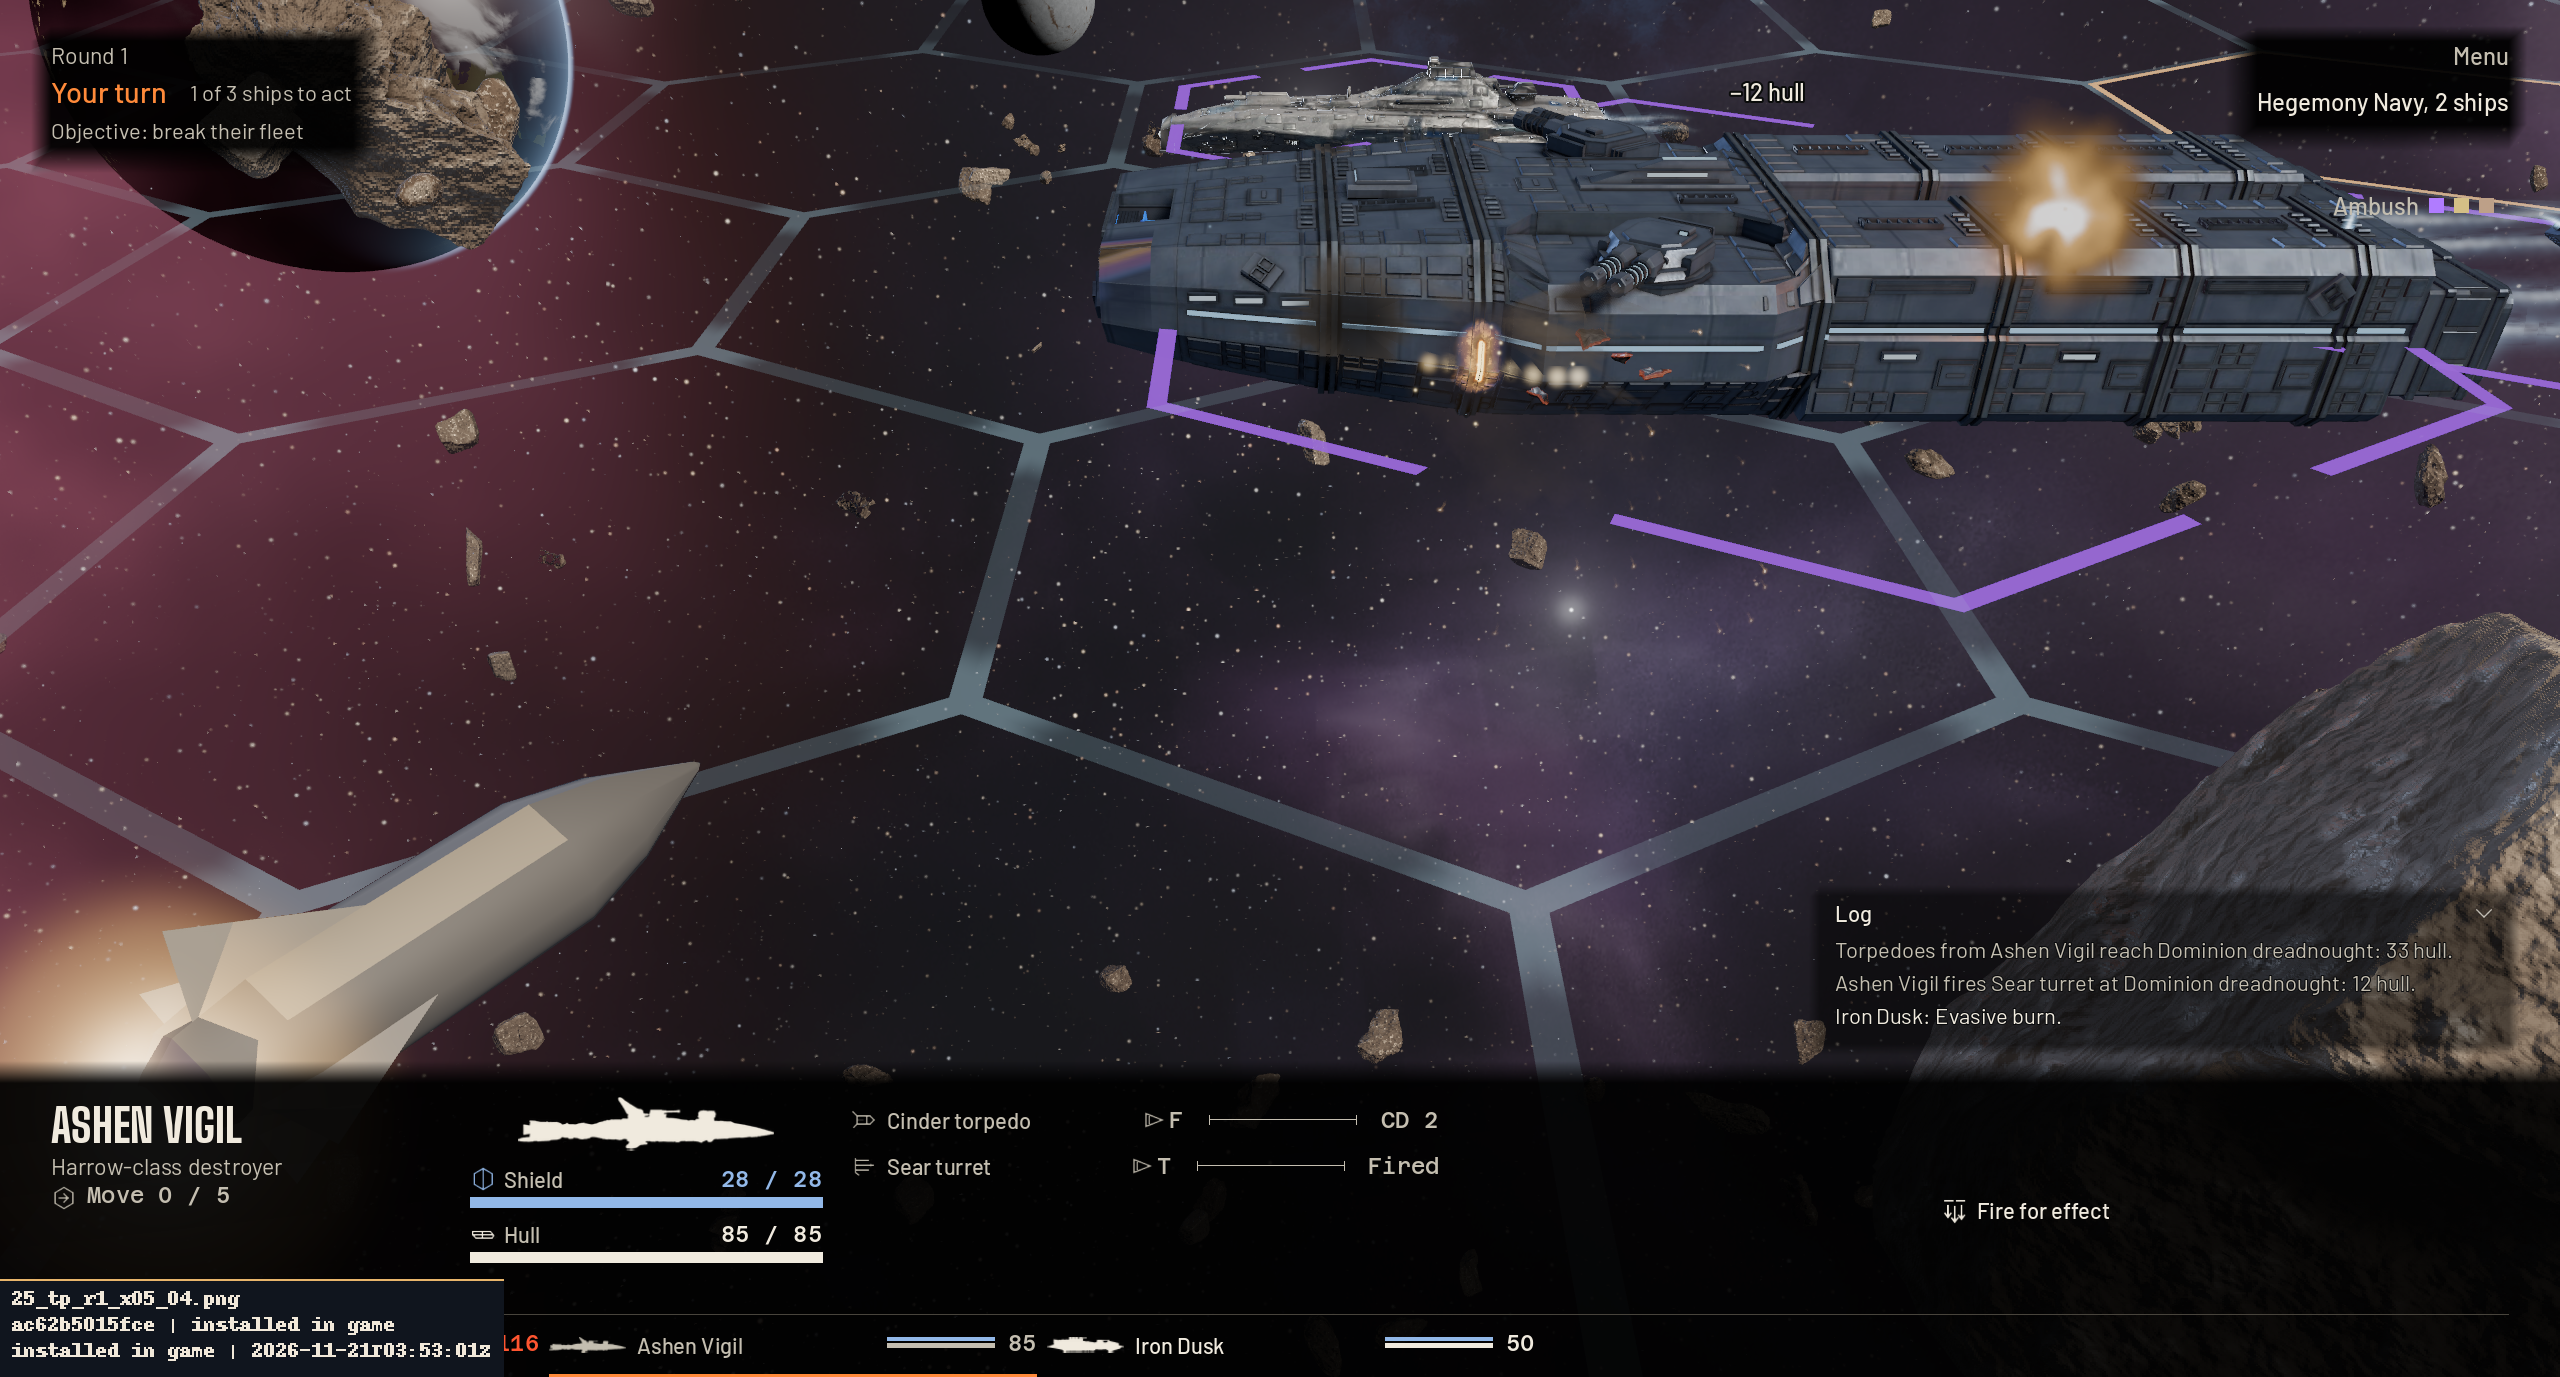 Round 1
Your turn 1 of 3 ships to act
Objective: break their fleet
Menu
Hegemony Navy, 2 ships
−12 hull
Ambush
Log
Torpedoes from Ashen Vigil reach Dominion dreadnought: 33 hull.
Ashen Vigil fires Sear turret at Dominion dreadnought: 12 hull.
Iron Dusk: Evasive burn.
ASHEN VIGIL
Harrow-class destroyer
Move 0 / 5
Shield 28 / 28
Hull 85 / 85
Cinder torpedo F CD 2
Sear turret T Fired
Fire for effect
25_tp_r1_x05_04.png
ac62b5015fce | installed in game
installed in game | 2026-11-21T03:53:01Z
116 Ashen Vigil 85 Iron Dusk 50